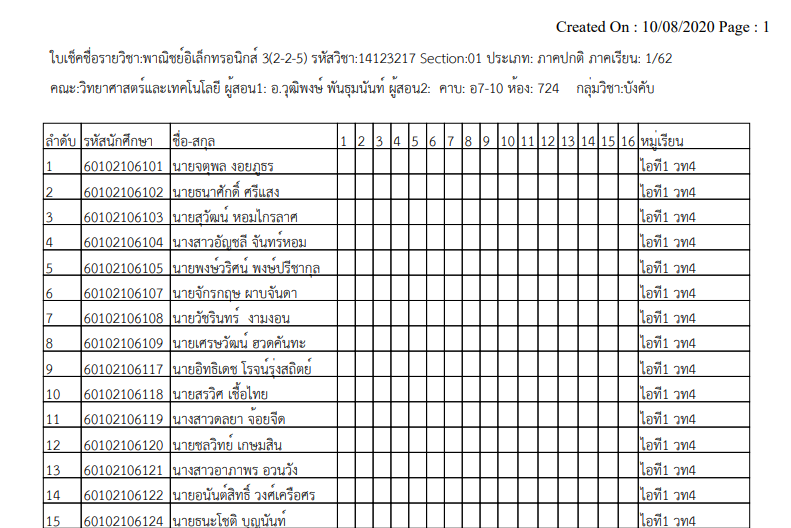 Created On : 10/08/2020 Page : 1
ใบเช็คชื่อรายวิชา:พาณิชย์อิเล็กทรอนิกส์ 3(2-2-5) รหัสวิชา:14123217 Section:01 ประเภท: ภาคปกติ ภาคเรียน: 1/62
คณะ:วิทยาศาสตร์และเทคโนโลยี ผู้สอน1: อ.วุฒิพงษ์ พันธุมนันท์ ผู้สอน2: คาบ: อ7-10 ห้อง: 724 กลุ่มวิชา:บังคับ
ลำดับ รหัสนักศึกษา ชื่อ-สกุล 1 2 3 4 5 6 7 8 9 10 11 12 13 14 15 16 หมู่เรียน
1 60102106101 นายจตุพล งอยภูธร ไอที1 วท4
2 60102106102 นายธนาศักดิ์ ศรีแสง ไอที1 วท4
3 60102106103 นายสุวัฒน์ หอมไกรลาศ ไอที1 วท4
4 60102106104 นางสาวอัญชลี จันทร์หอม ไอที1 วท4
5 60102106105 นายพงษ์วริศน์ พงษ์ปรีชากุล ไอที1 วท4
6 60102106107 นายจักรกฤษ ผาบจันดา ไอที1 วท4
7 60102106108 นายวัชรินทร์ งามงอน ไอที1 วท4
8 60102106109 นายเศรษวัฒน์ ฮวดคันทะ ไอที1 วท4
9 60102106117 นายอิทธิเดช โรจน์รุ่งสถิตย์ ไอที1 วท4
10 60102106118 นายสรวิศ เชื้อไทย ไอที1 วท4
11 60102106119 นางสาวดลยา จ้อยจีด ไอที1 วท4
12 60102106120 นายชลวิทย์ เกษมสิน ไอที1 วท4
13 60102106121 นางสาวอาภาพร อวนวัง ไอที1 วท4
14 60102106122 นายอนันต์สิทธิ์ วงศ์เครือศร ไอที1 วท4
15 60102106124 นายธนะโชติ บุญนันท์ ไอที1 วท4